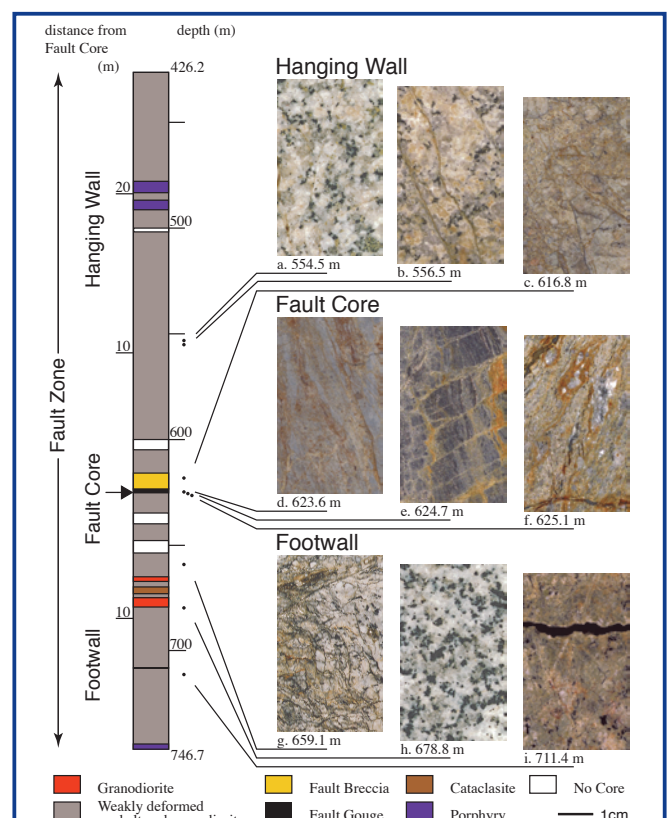 distance from
Fault Core
(m)
depth (m)
426.2
20
500
10
600
10
700
746.7
Fault Zone
Hanging Wall
Fault Core
Footwall
Hanging Wall
a. 554.5 m
b. 556.5 m
c. 616.8 m
Fault Core
d. 623.6 m
e. 624.7 m
f. 625.1 m
Footwall
g. 659.1 m
h. 678.8 m
i. 711.4 m
Granodiorite
Fault Breccia
Cataclasite
No Core
Weakly deformed
Fault Gouge
Porphyry
1cm